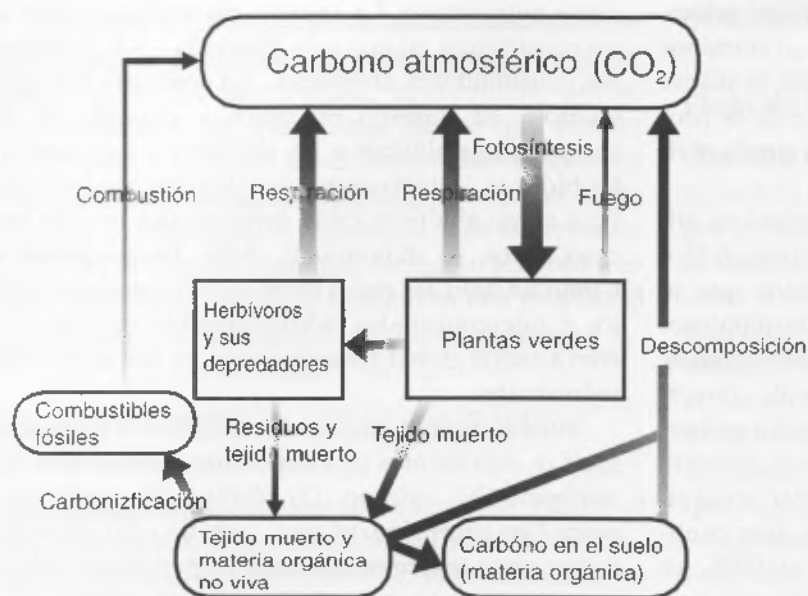 Carbono atmosférico (CO₂)
Fotosíntesis
Combustión
Respiración
Respiración
Fuego
Herbívoros
y sus
depredadores
Plantas verdes
Descomposición
Combustibles
fósiles
Residuos y
tejido muerto
Tejido muerto
Carbonizficación
Tejido muerto y
materia orgánica
no viva
Carbono en el suelo
(materia orgánica)